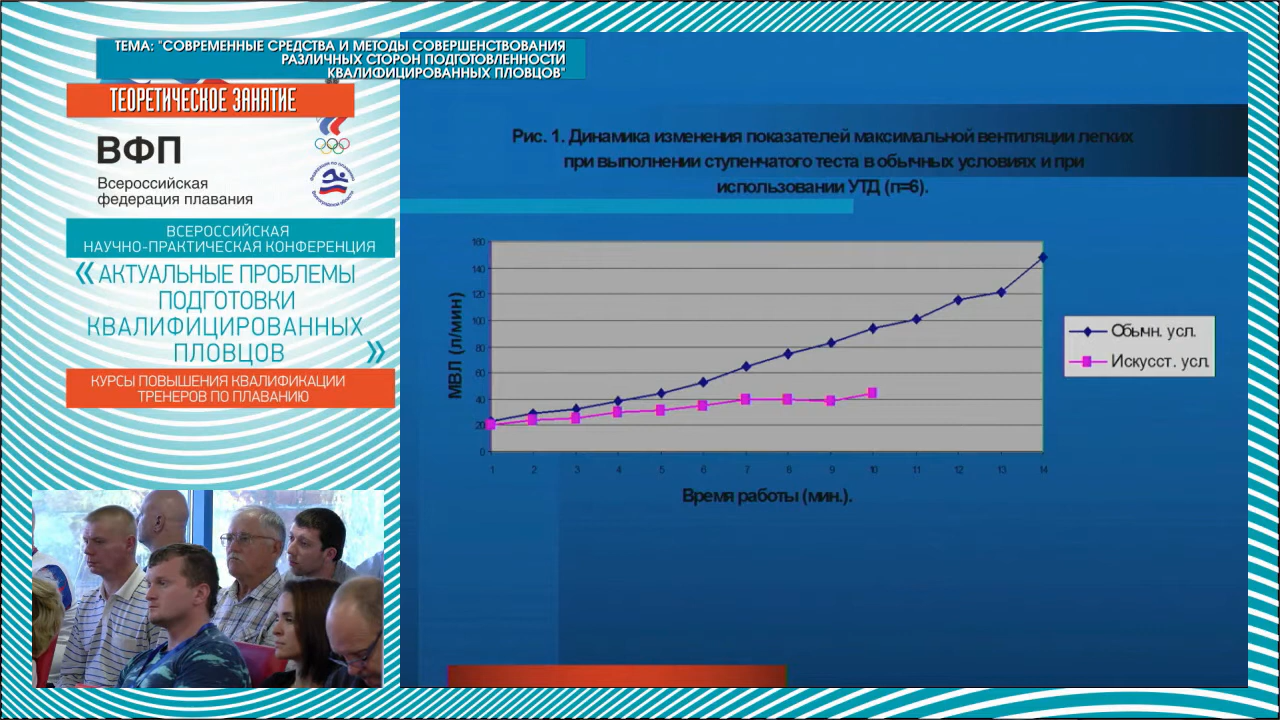 ТЕМА: "СОВРЕМЕННЫЕ СРЕДСТВА И МЕТОДЫ СОВЕРШЕНСТВОВАНИЯ
РАЗЛИЧНЫХ СТОРОН ПОДГОТОВЛЕННОСТИ
КВАЛИФИЦИРОВАННЫХ ПЛОВЦОВ"
ТЕОРЕТИЧЕСКОЕ ЗАНЯТИЕ
ВФП
Всероссийская
федерация плавания
ВСЕРОССИЙСКАЯ
НАУЧНО-ПРАКТИЧЕСКАЯ КОНФЕРЕНЦИЯ
«АКТУАЛЬНЫЕ ПРОБЛЕМЫ
ПОДГОТОВКИ
КВАЛИФИЦИРОВАННЫХ
ПЛОВЦОВ»
КУРСЫ ПОВЫШЕНИЯ КВАЛИФИКАЦИИ
ТРЕНЕРОВ ПО ПЛАВАНИЮ
Рис. 1. Динамика изменения показателей максимальной вентиляции легких
при выполнении ступенчатого теста в обычных условиях и при
использовании УТД (п=6).
МВЛ (л/мин)
160
140
120
100
80
60
40
20
0
1 2 3 4 5 6 7 8 9 10 11 12 13 14
Время работы (мин.).
Обычн. усл.
Искусст. усл.